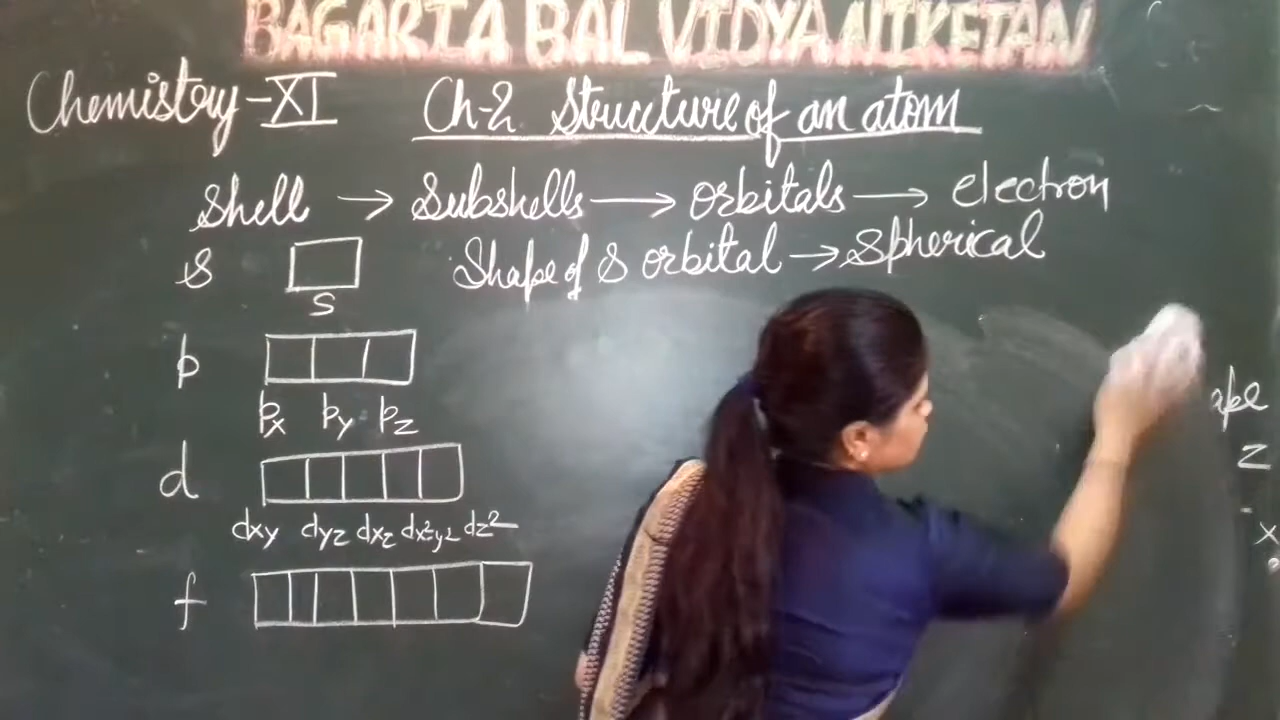 BAGARIA BAL VIDYA NIKETAN
Chemistry-XI Ch-2 Structure of an atom
Shell → Subshells → orbitals → electron
s s Shape of S orbital → Spherical
p
px py pz
d
dxy dyz dxz dx²-y² dz²
f
ape
z
x